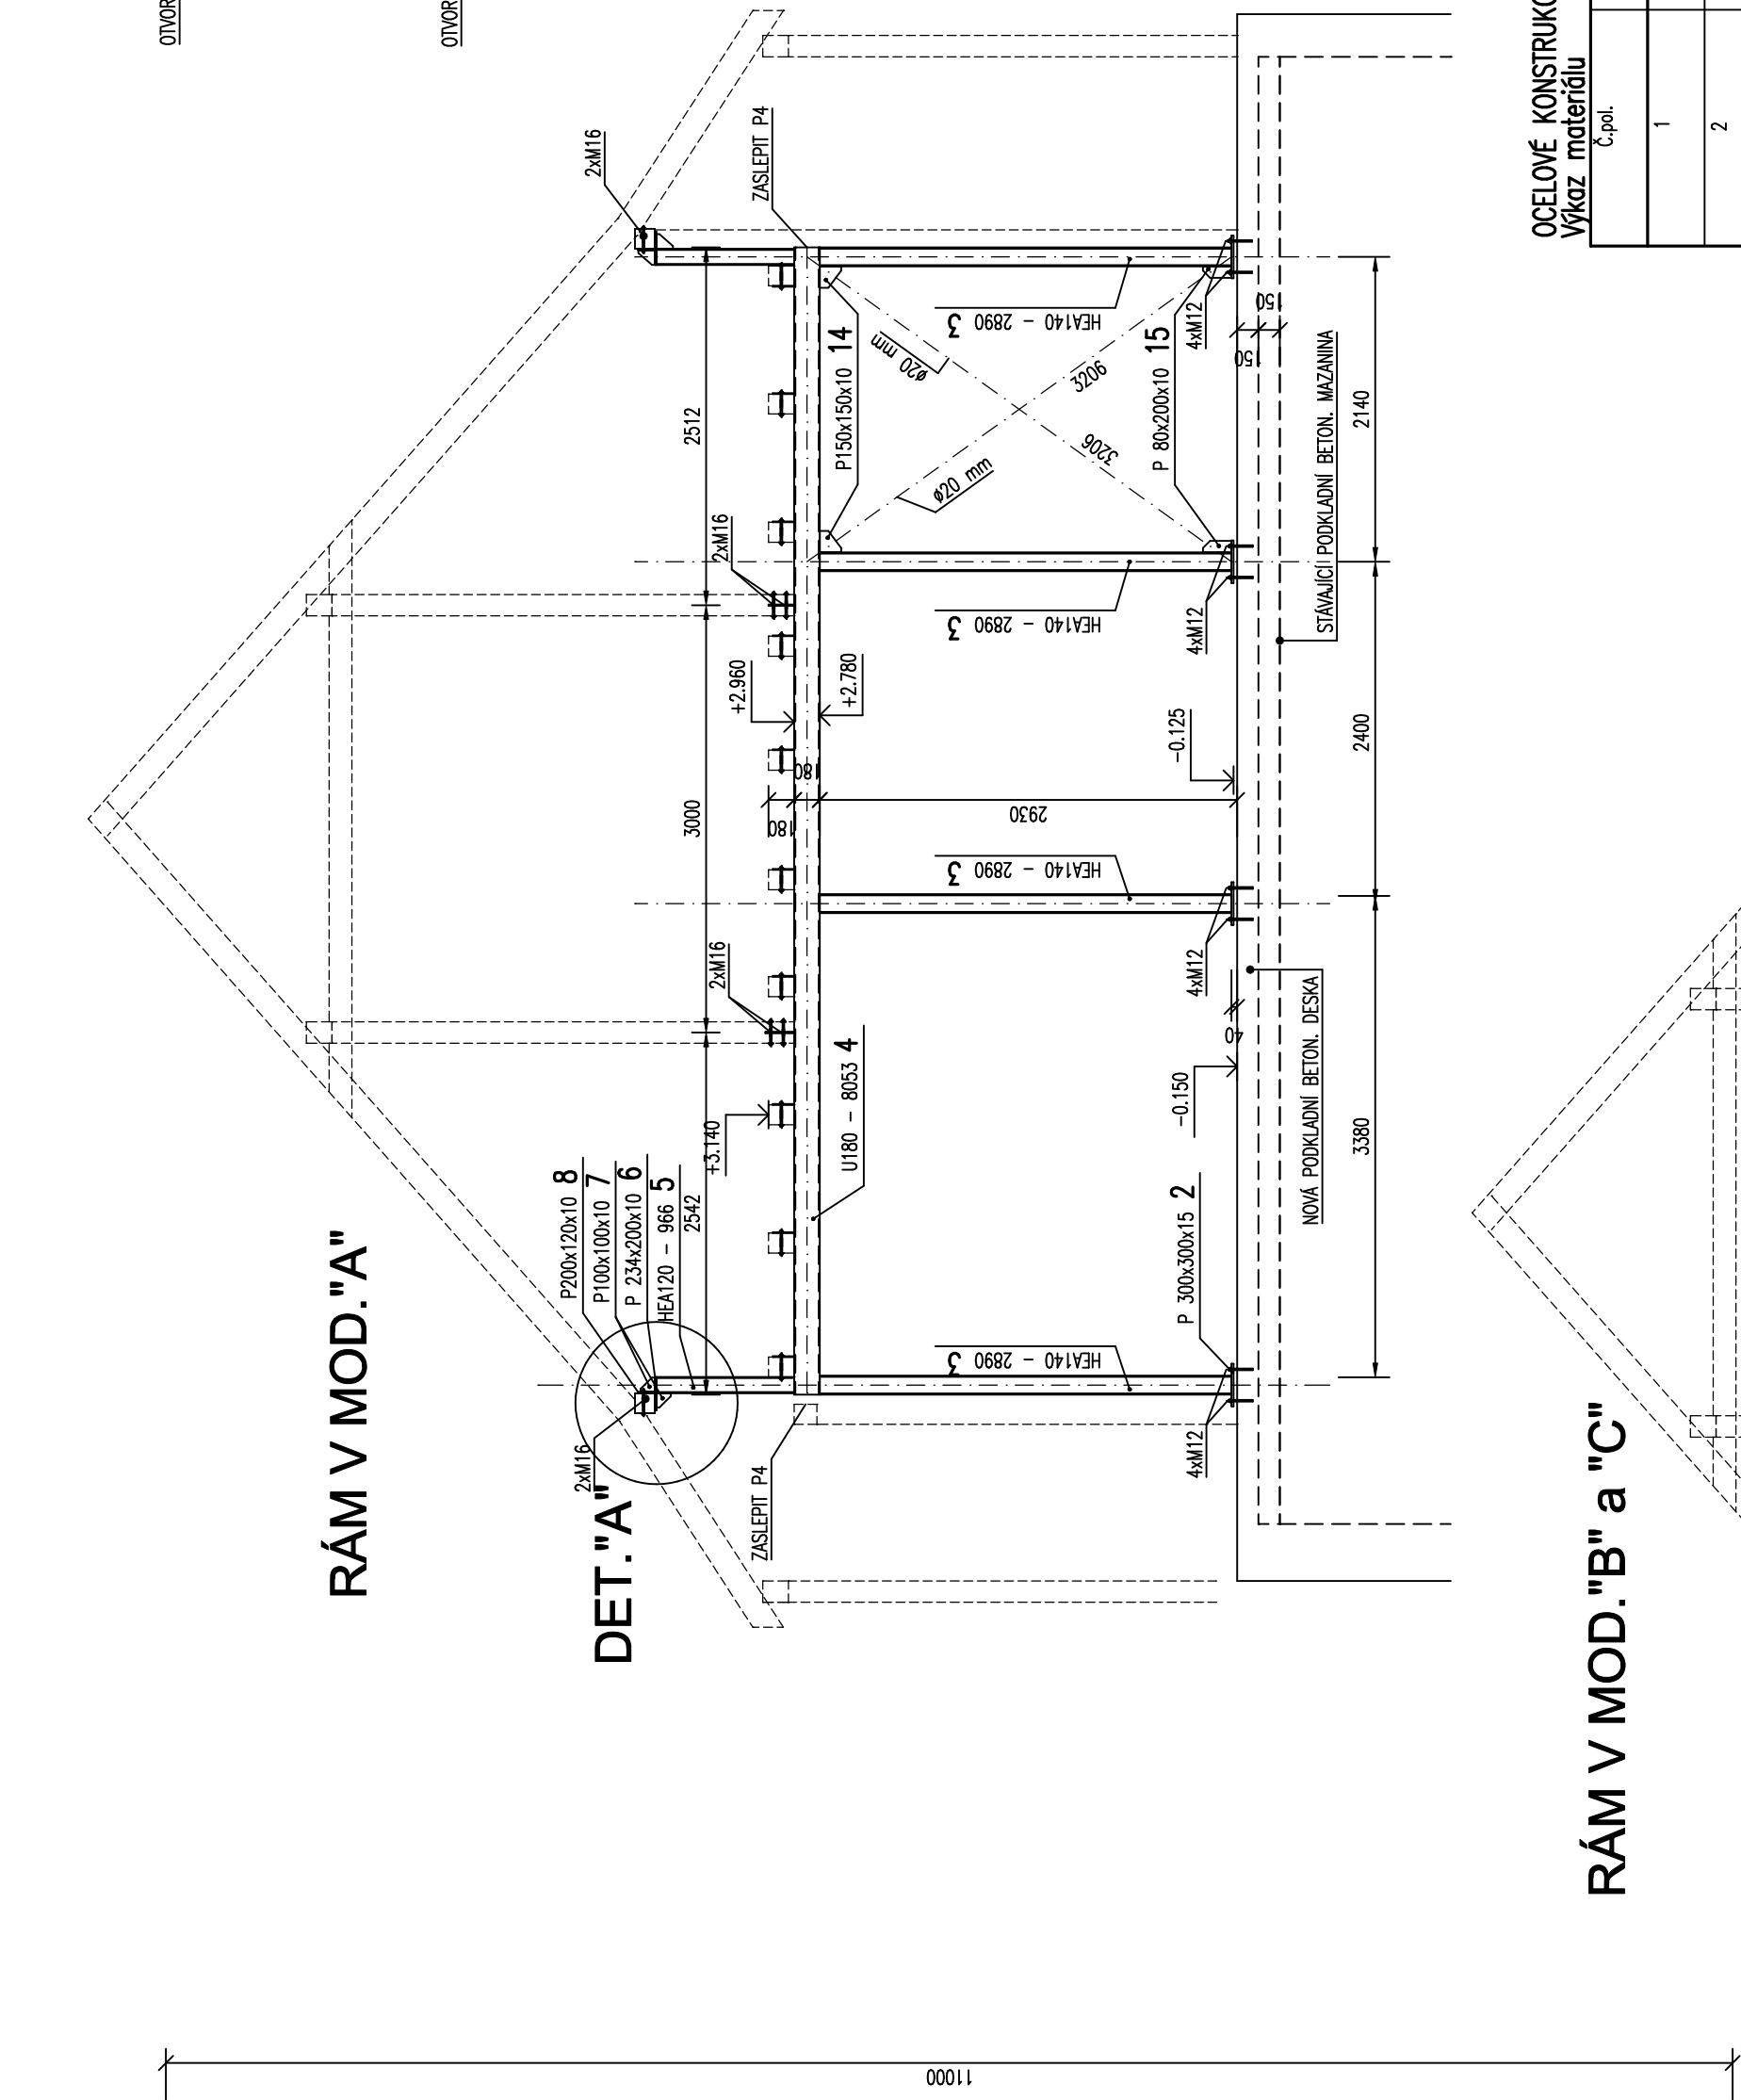 OTVOR
OTVOR
RÁM V MOD."A"
DET."A"
2xM16
P200x120x10 8
P100x100x10 7
P 234x200x10 6
HEA120 - 966 5
2xM16
2542
3000
2512
+3.140
2xM16
2xM16
ZASLEPIT P4
ZASLEPIT P4
+2.960
+2.780
180
180
U180 - 8053 4
P150x150x10 14
ø20 mm
ø20 mm
3206
3206
HEA140 - 2890 3
HEA140 - 2890 3
HEA140 - 2890 3
HEA140 - 2890 3
2930
P 80x200x10 15
P 300x300x15 2
4xM12
4xM12
4xM12
4xM12
-0.150
-0.125
40
150
150
NOVÁ PODKLADNÍ BETON. DESKA
STÁVAJÍCÍ PODKLADNÍ BETON. MAZANINA
3380
2400
2140
OCELOVÉ KONSTRUKC
Výkaz materiálu
Č.pol.
1
2
RÁM V MOD."B" a "C"
11000